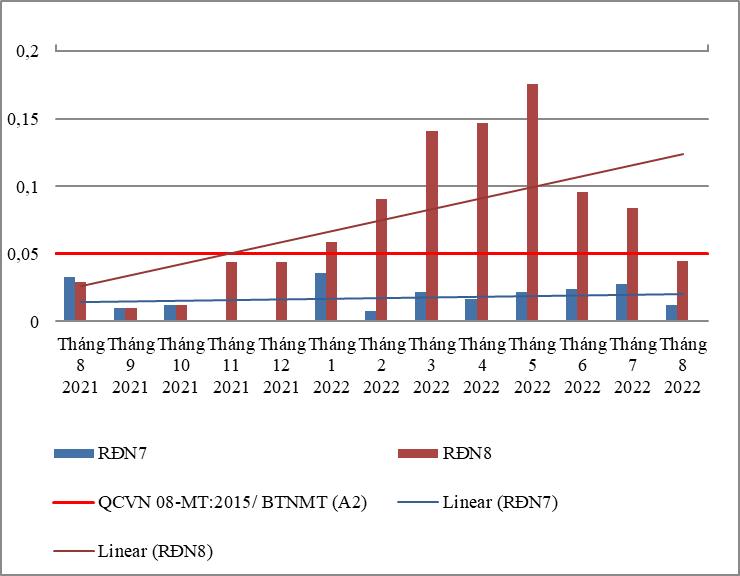 0,2
0,15
0,1
0,05
0
Tháng Tháng Tháng Tháng Tháng Tháng Tháng Tháng Tháng Tháng Tháng Tháng Tháng
8 9 10 11 12 1 2 3 4 5 6 7 8
2021 2021 2021 2021 2021 2022 2022 2022 2022 2022 2022 2022 2022
RĐN7 RĐN8
QCVN 08-MT:2015/ BTNMT (A2) Linear (RĐN7)
Linear (RĐN8)